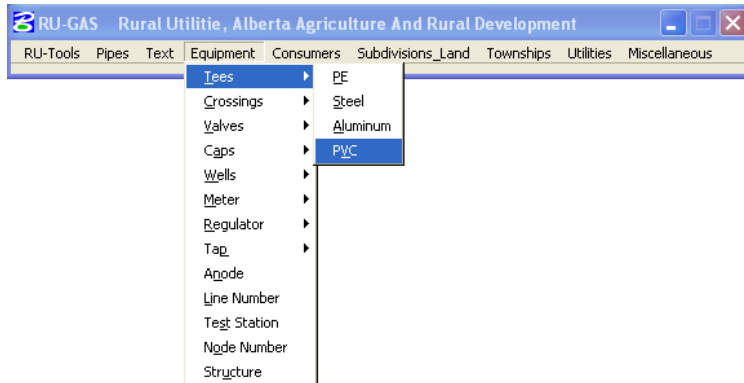 RU-GAS Rural Utilitie, Alberta Agriculture And Rural Development
RU-Tools Pipes Text Equipment Consumers Subdivisions_Land Townships Utilities Miscellaneous
Tees
Crossings
Valves
Caps
Wells
Meter
Regulator
Tap
Anode
Line Number
Test Station
Node Number
Structure
PE
Steel
Aluminum
PVC